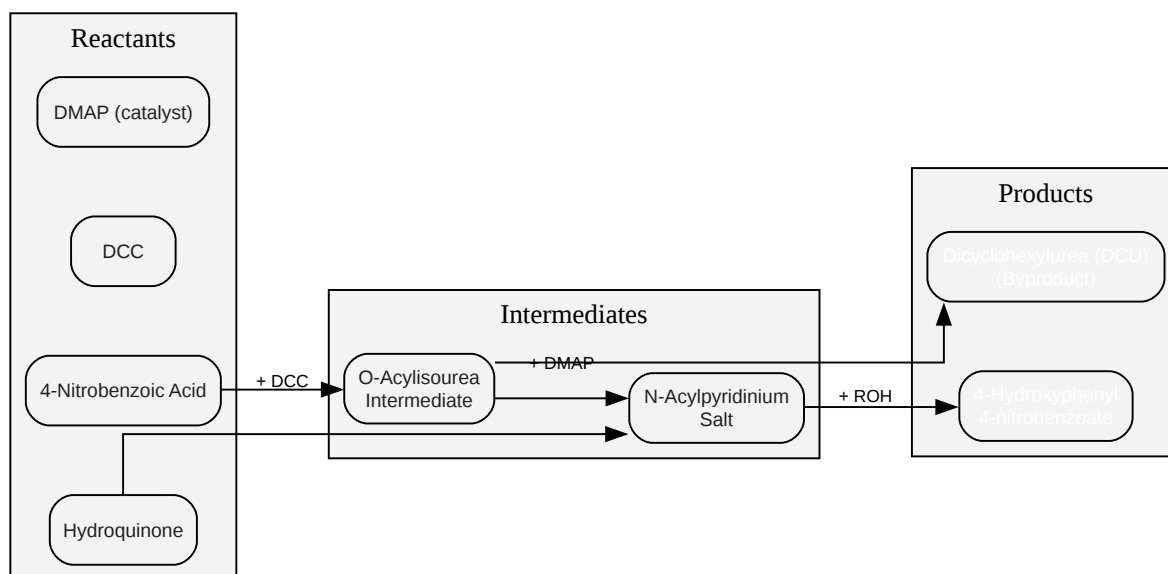 Reactants
DMAP (catalyst)
DCC
4-Nitrobenzoic Acid
Hydroquinone
+ DCC
Intermediates
O-Acylisourea
Intermediate
+ DMAP
N-Acylpyridinium
Salt
+ ROH
Products
Dicyclohexylurea (DCU)
(Byproduct)
4-Hydroxyphenyl
4-nitrobenzoate